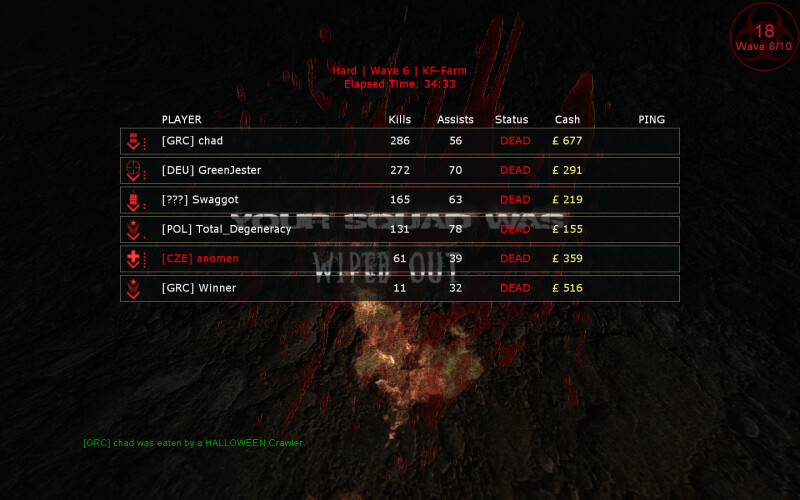 18
Wave 6/10
Hard | Wave 6 | KF-Farm
Elapsed Time: 34:33
PLAYER Kills Assists Status Cash PING
[GRC] chad 286 56 DEAD £ 677
[DEU] GreenJester 272 70 DEAD £ 291
[???] Swaggot 165 63 DEAD £ 219
YOUR SQUAD WAS
[POL] Total_Degeneracy 131 78 DEAD £ 155
[CZE] anomen 61 39 DEAD £ 359
WIPED OUT
[GRC] Winner 11 32 DEAD £ 516
[GRC] chad was eaten by a HALLOWEEN Crawler